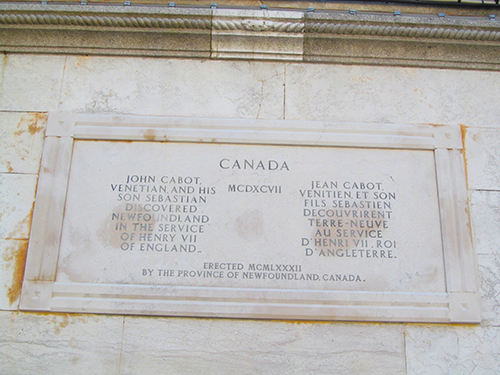 CANADA
MCDXCVII
JOHN CABOT,
VENETIAN, AND HIS
SON SEBASTIAN
DISCOVERED
NEWFOUNDLAND
IN THE SERVICE
OF HENRY VII
OF ENGLAND.
JEAN CABOT,
VENITIEN, ET SON
FILS SEBASTIEN
DECOUVRIRENT
TERRE-NEUVE
AU SERVICE
D'HENRI VII, ROI
D'ANGLETERRE.
ERECTED MCMLXXXII
BY THE PROVINCE OF NEWFOUNDLAND, CANADA.